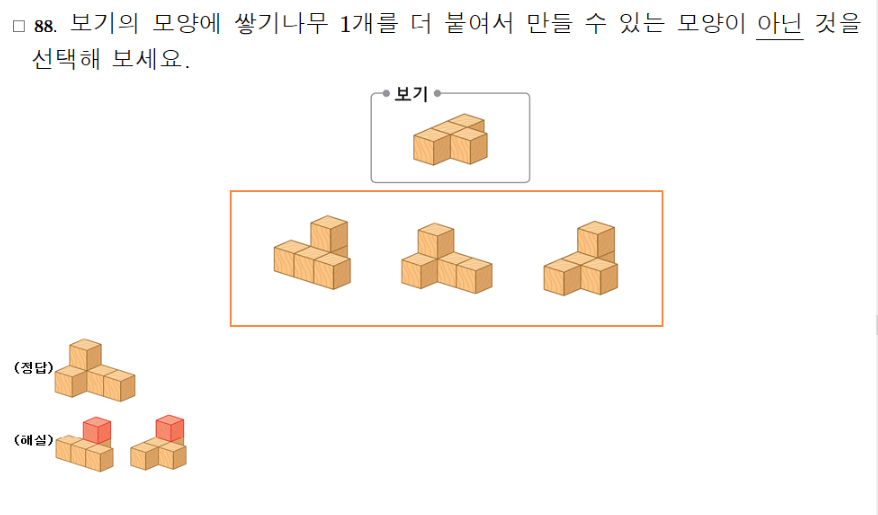 □ 88. 보기의 모양에 쌓기나무 1개를 더 붙여서 만들 수 있는 모양이 아닌 것을
선택해 보세요.
보기
(정답)
(해설)